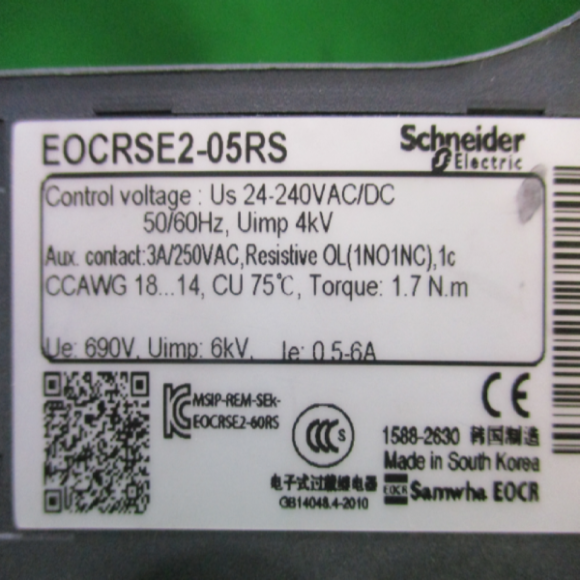 EOCRSE2-05RS
Schneider
Electric
Control voltage : Us 24-240VAC/DC
50/60Hz, Uimp 4kV
Aux. contact:3A/250VAC,Resistive OL(1NO1NC),1c
CCAWG 18...14, CU 75℃, Torque: 1.7 N.m
Ue: 690V, Uimp: 6kV, Ie: 0.5-6A
MSIP-REM-SEk-
EOCRSE2-60RS
CCC S
CE
1588-2630 韩国制造
Made in South Korea
电子式过载继电器
GB14048.4-2010
EOCR Samwha EOCR